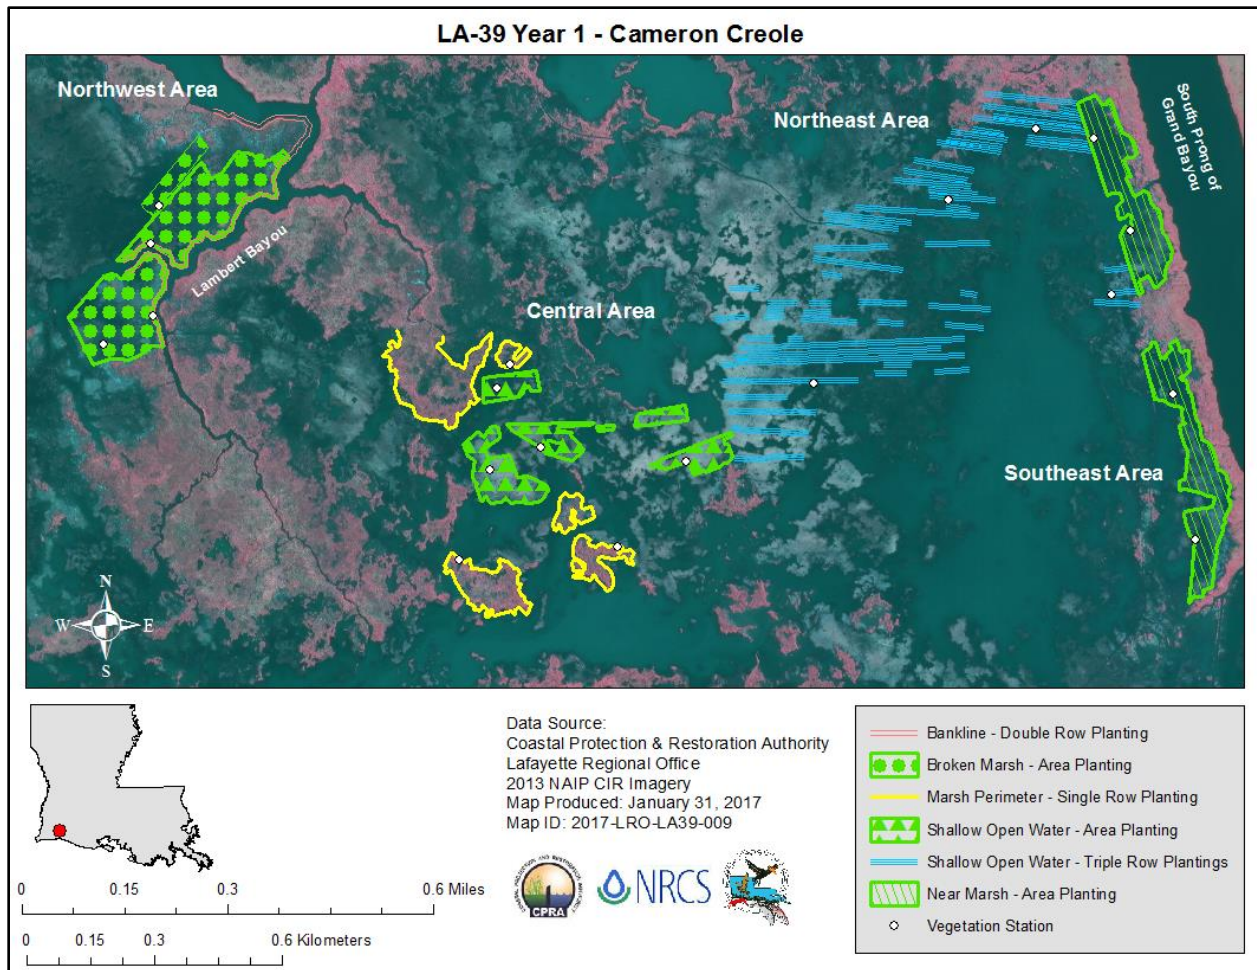 LA-39 Year 1 - Cameron Creole
Northwest Area
Northeast Area
South Prong of
Grand Bayou
Lambert Bayou
Central Area
Southeast Area
N
W
E
S
Data Source:
Coastal Protection & Restoration Authority
Lafayette Regional Office
2013 NAIP CIR Imagery
Map Produced: January 31, 2017
Map ID: 2017-LRO-LA39-009
CPRA
NRCS
0 0.15 0.3 0.6 Miles
0 0.15 0.3 0.6 Kilometers
Bankline - Double Row Planting
Broken Marsh - Area Planting
Marsh Perimeter - Single Row Planting
Shallow Open Water - Area Planting
Shallow Open Water - Triple Row Plantings
Near Marsh - Area Planting
Vegetation Station